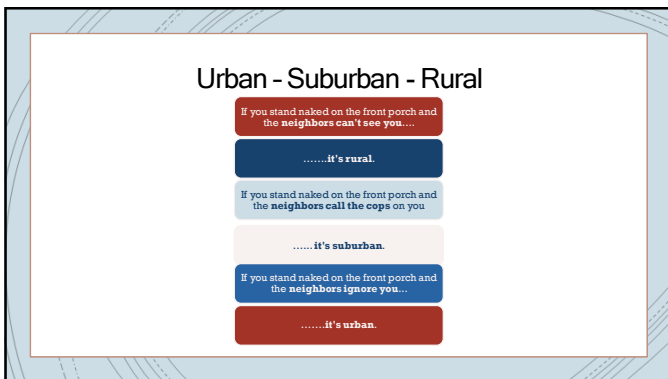 Urban - Suburban - Rural
If you stand naked on the front porch and
the neighbors can't see you....
.......it's rural.
If you stand naked on the front porch and
the neighbors call the cops on you
...... it's suburban.
If you stand naked on the front porch and
the neighbors ignore you...
.......it's urban.